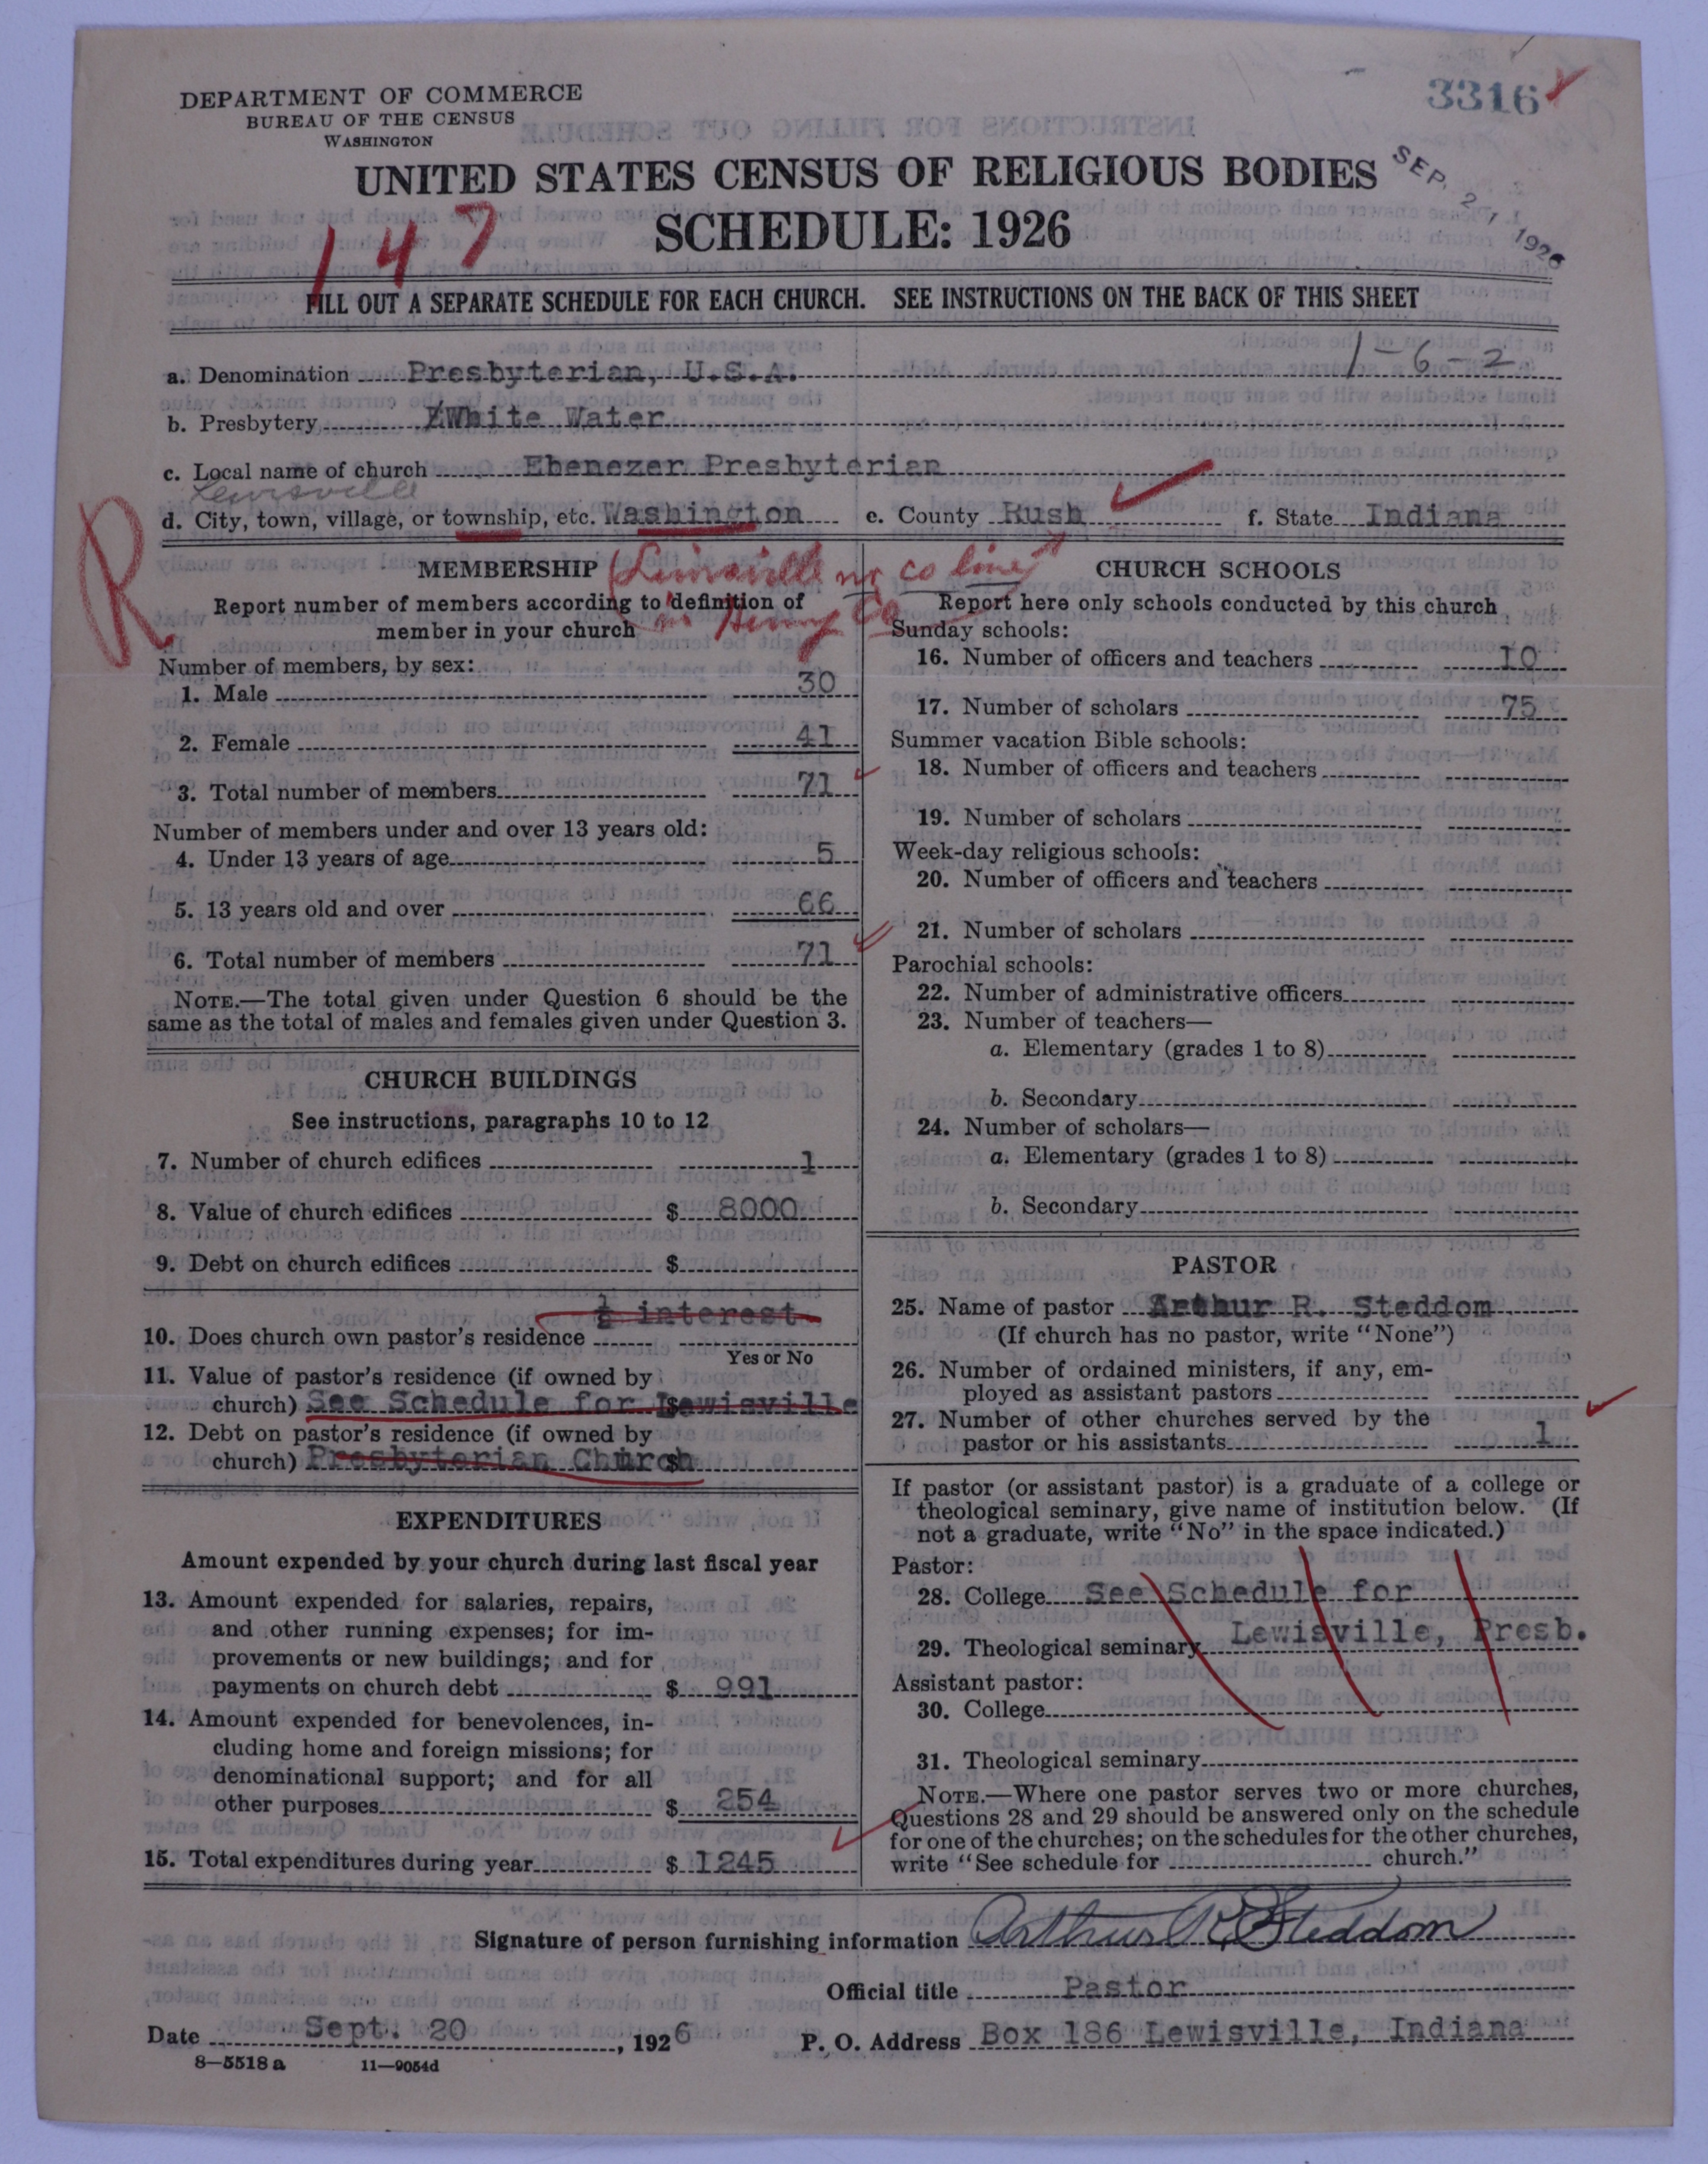 DEPARTMENT OF COMMERCE
BUREAU OF THE CENSUS
WASHINGTON
3316
SEP. 21 1926
UNITED STATES CENSUS OF RELIGIOUS BODIES
SCHEDULE: 1926
147
FILL OUT A SEPARATE SCHEDULE FOR EACH CHURCH. SEE INSTRUCTIONS ON THE BACK OF THIS SHEET
1-6-2
a. Denomination Presbyterian, U.S.A.
b. Presbytery White Water
c. Local name of church Ebenezer Presbyterian
Lewisville
d. City, town, village, or township, etc. Washington e. County Rush f. State Indiana
R
(Lewisville nr co line
in Henry Co
MEMBERSHIP
Report number of members according to definition of
member in your church
Number of members, by sex:
1. Male 30
2. Female 41
3. Total number of members 71
Number of members under and over 13 years old:
4. Under 13 years of age 5
5. 13 years old and over 66
6. Total number of members 71
NOTE.—The total given under Question 6 should be the
same as the total of males and females given under Question 3.
CHURCH BUILDINGS
See instructions, paragraphs 10 to 12
7. Number of church edifices 1
8. Value of church edifices $ 8000
9. Debt on church edifices $
½ interest
10. Does church own pastor's residence
Yes or No
11. Value of pastor's residence (if owned by
church) See Schedule for Lewisville
12. Debt on pastor's residence (if owned by
church) Presbyterian Church $
EXPENDITURES
Amount expended by your church during last fiscal year
13. Amount expended for salaries, repairs,
and other running expenses; for im-
provements or new buildings; and for
payments on church debt $ 991
14. Amount expended for benevolences, in-
cluding home and foreign missions; for
denominational support; and for all
other purposes $ 254
15. Total expenditures during year $ 1245
CHURCH SCHOOLS
Report here only schools conducted by this church
Sunday schools:
16. Number of officers and teachers 10
17. Number of scholars 75
Summer vacation Bible schools:
18. Number of officers and teachers
19. Number of scholars
Week-day religious schools:
20. Number of officers and teachers
21. Number of scholars
Parochial schools:
22. Number of administrative officers
23. Number of teachers—
a. Elementary (grades 1 to 8)
b. Secondary
24. Number of scholars—
a. Elementary (grades 1 to 8)
b. Secondary
PASTOR
25. Name of pastor Arthur R. Steddom
(If church has no pastor, write "None")
26. Number of ordained ministers, if any, em-
ployed as assistant pastors
27. Number of other churches served by the
pastor or his assistants 1
If pastor (or assistant pastor) is a graduate of a college or
theological seminary, give name of institution below. (If
not a graduate, write "No" in the space indicated.)
Pastor:
28. College See Schedule for
29. Theological seminary Lewisville, Presb.
Assistant pastor:
30. College
31. Theological seminary
NOTE.—Where one pastor serves two or more churches,
Questions 28 and 29 should be answered only on the schedule
for one of the churches; on the schedules for the other churches,
write "See schedule for church."
Signature of person furnishing information Arthur R. Steddom
Official title Pastor
Date Sept. 20, 1926 P. O. Address Box 186 Lewisville, Indiana
8—5518 a 11—9054d